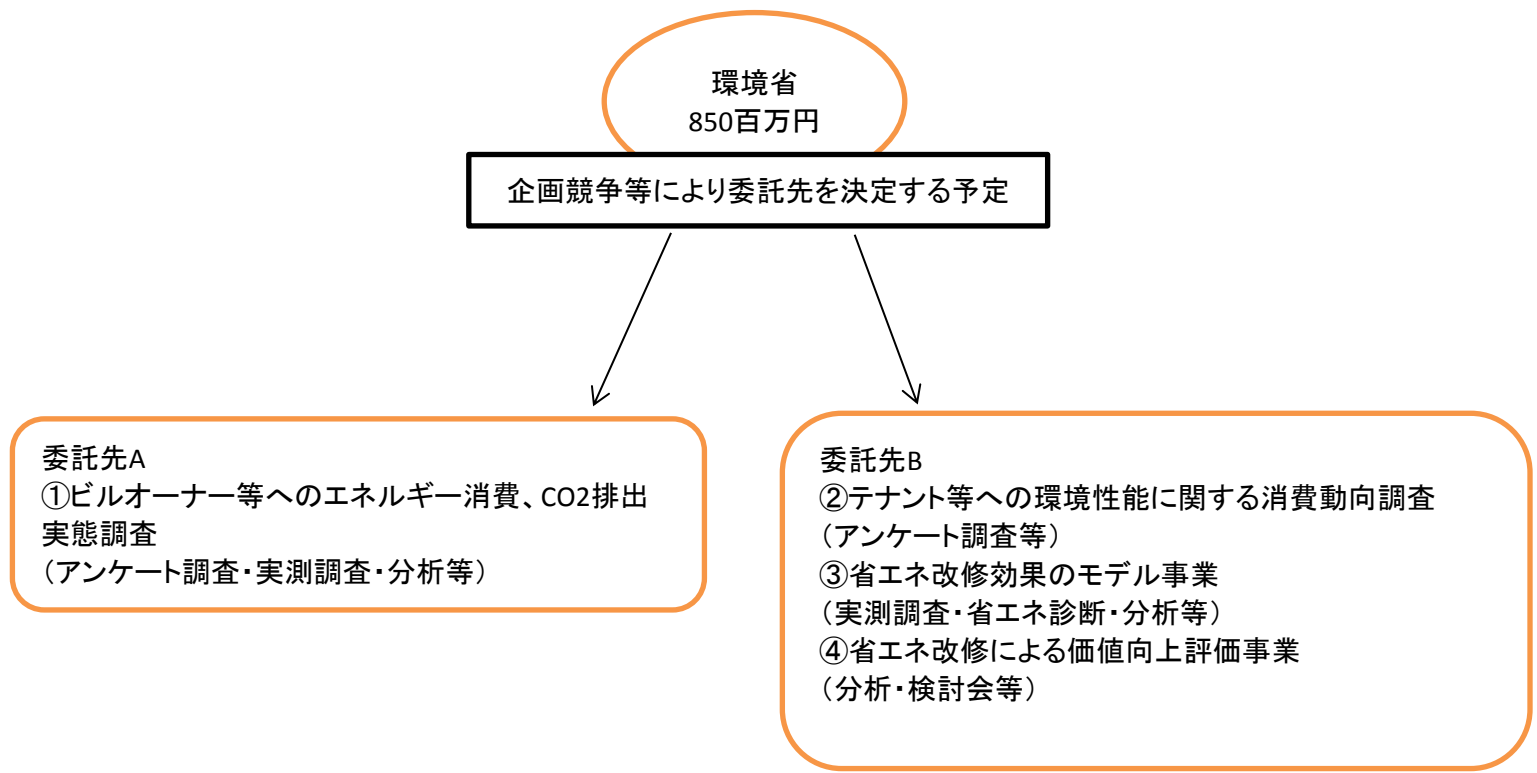 環境省
850百万円
企画競争等により委託先を決定する予定
委託先A
①ビルオーナー等へのエネルギー消費、CO2排出
実態調査
（アンケート調査・実測調査・分析等）
委託先B
②テナント等への環境性能に関する消費動向調査
（アンケート調査等）
③省エネ改修効果のモデル事業
（実測調査・省エネ診断・分析等）
④省エネ改修による価値向上評価事業
（分析・検討会等）